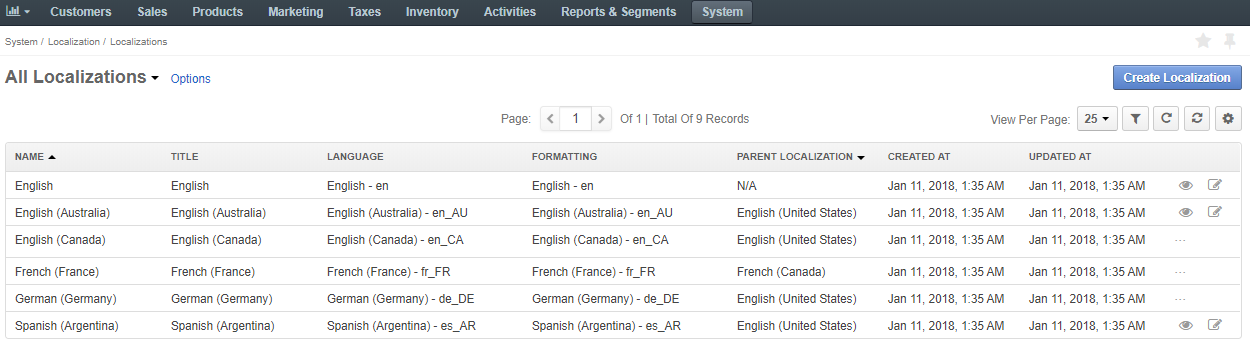 Customers Sales Products Marketing Taxes Inventory Activities Reports & Segments System
System / Localization / Localizations
All Localizations Options Create Localization
Page: 1 Of 1 | Total Of 9 Records View Per Page: 25
NAME TITLE LANGUAGE FORMATTING PARENT LOCALIZATION CREATED AT UPDATED AT
English English English - en English - en N/A Jan 11, 2018, 1:35 AM Jan 11, 2018, 1:35 AM
English (Australia) English (Australia) English (Australia) - en_AU English (Australia) - en_AU English (United States) Jan 11, 2018, 1:35 AM Jan 11, 2018, 1:35 AM
English (Canada) English (Canada) English (Canada) - en_CA English (Canada) - en_CA English (United States) Jan 11, 2018, 1:35 AM Jan 11, 2018, 1:35 AM ...
French (France) French (France) French (France) - fr_FR French (France) - fr_FR French (Canada) Jan 11, 2018, 1:35 AM Jan 11, 2018, 1:35 AM ...
German (Germany) German (Germany) German (Germany) - de_DE German (Germany) - de_DE English (United States) Jan 11, 2018, 1:35 AM Jan 11, 2018, 1:35 AM ...
Spanish (Argentina) Spanish (Argentina) Spanish (Argentina) - es_AR Spanish (Argentina) - es_AR English (United States) Jan 11, 2018, 1:35 AM Jan 11, 2018, 1:35 AM